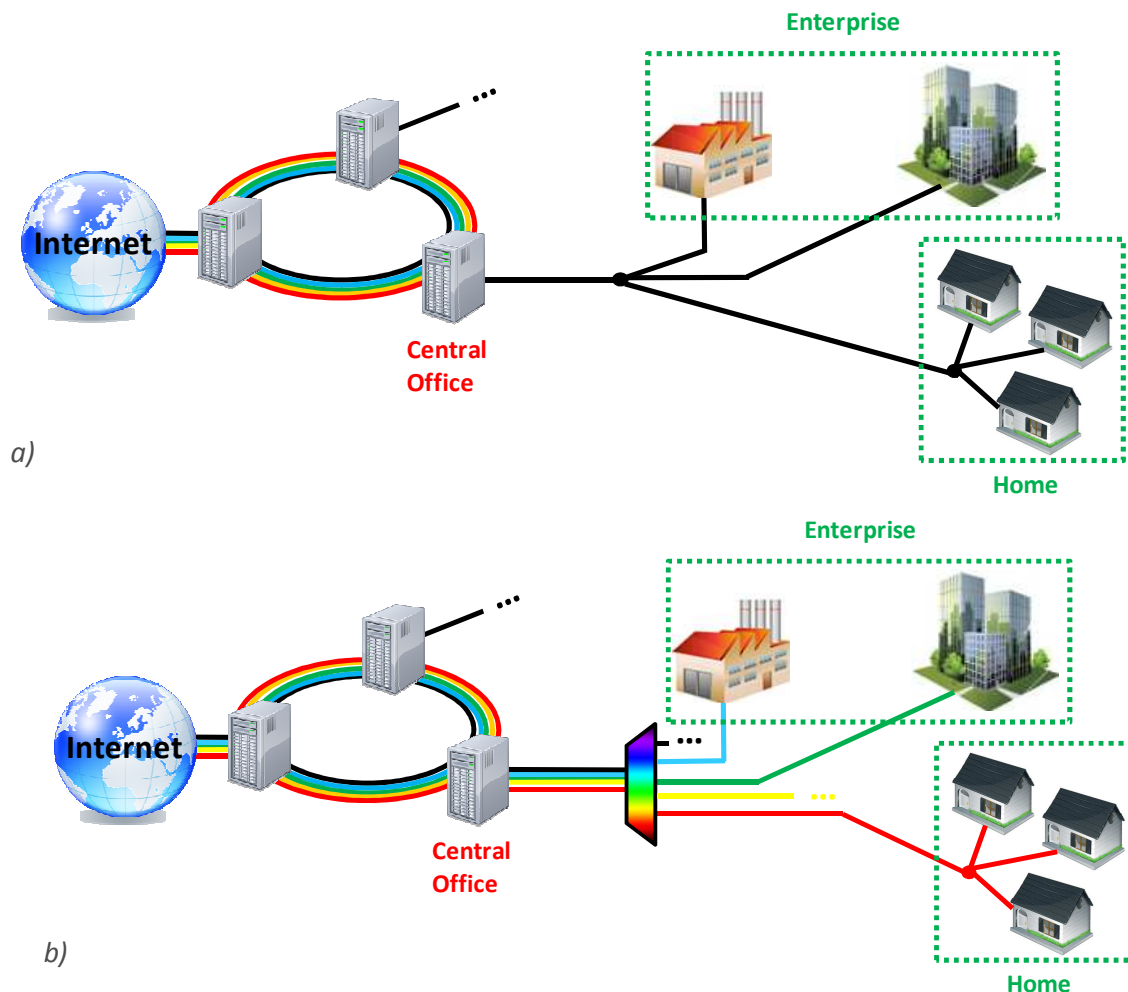 Enterprise
...
Internet
Central
Office
a)
Home
Enterprise
...
...
Internet
...
Central
Office
b)
Home